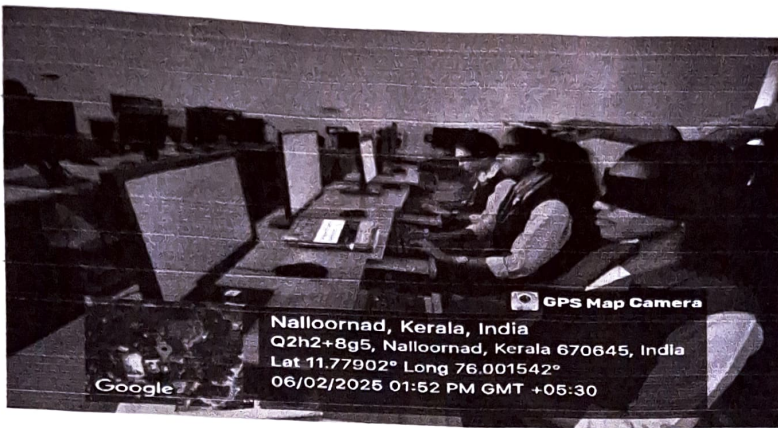 GPS Map Camera
Nalloornad, Kerala, India
Q2h2+8g5, Nalloornad, Kerala 670645, India
Lat 11.77902° Long 76.001542°
06/02/2025 01:52 PM GMT +05:30
Google